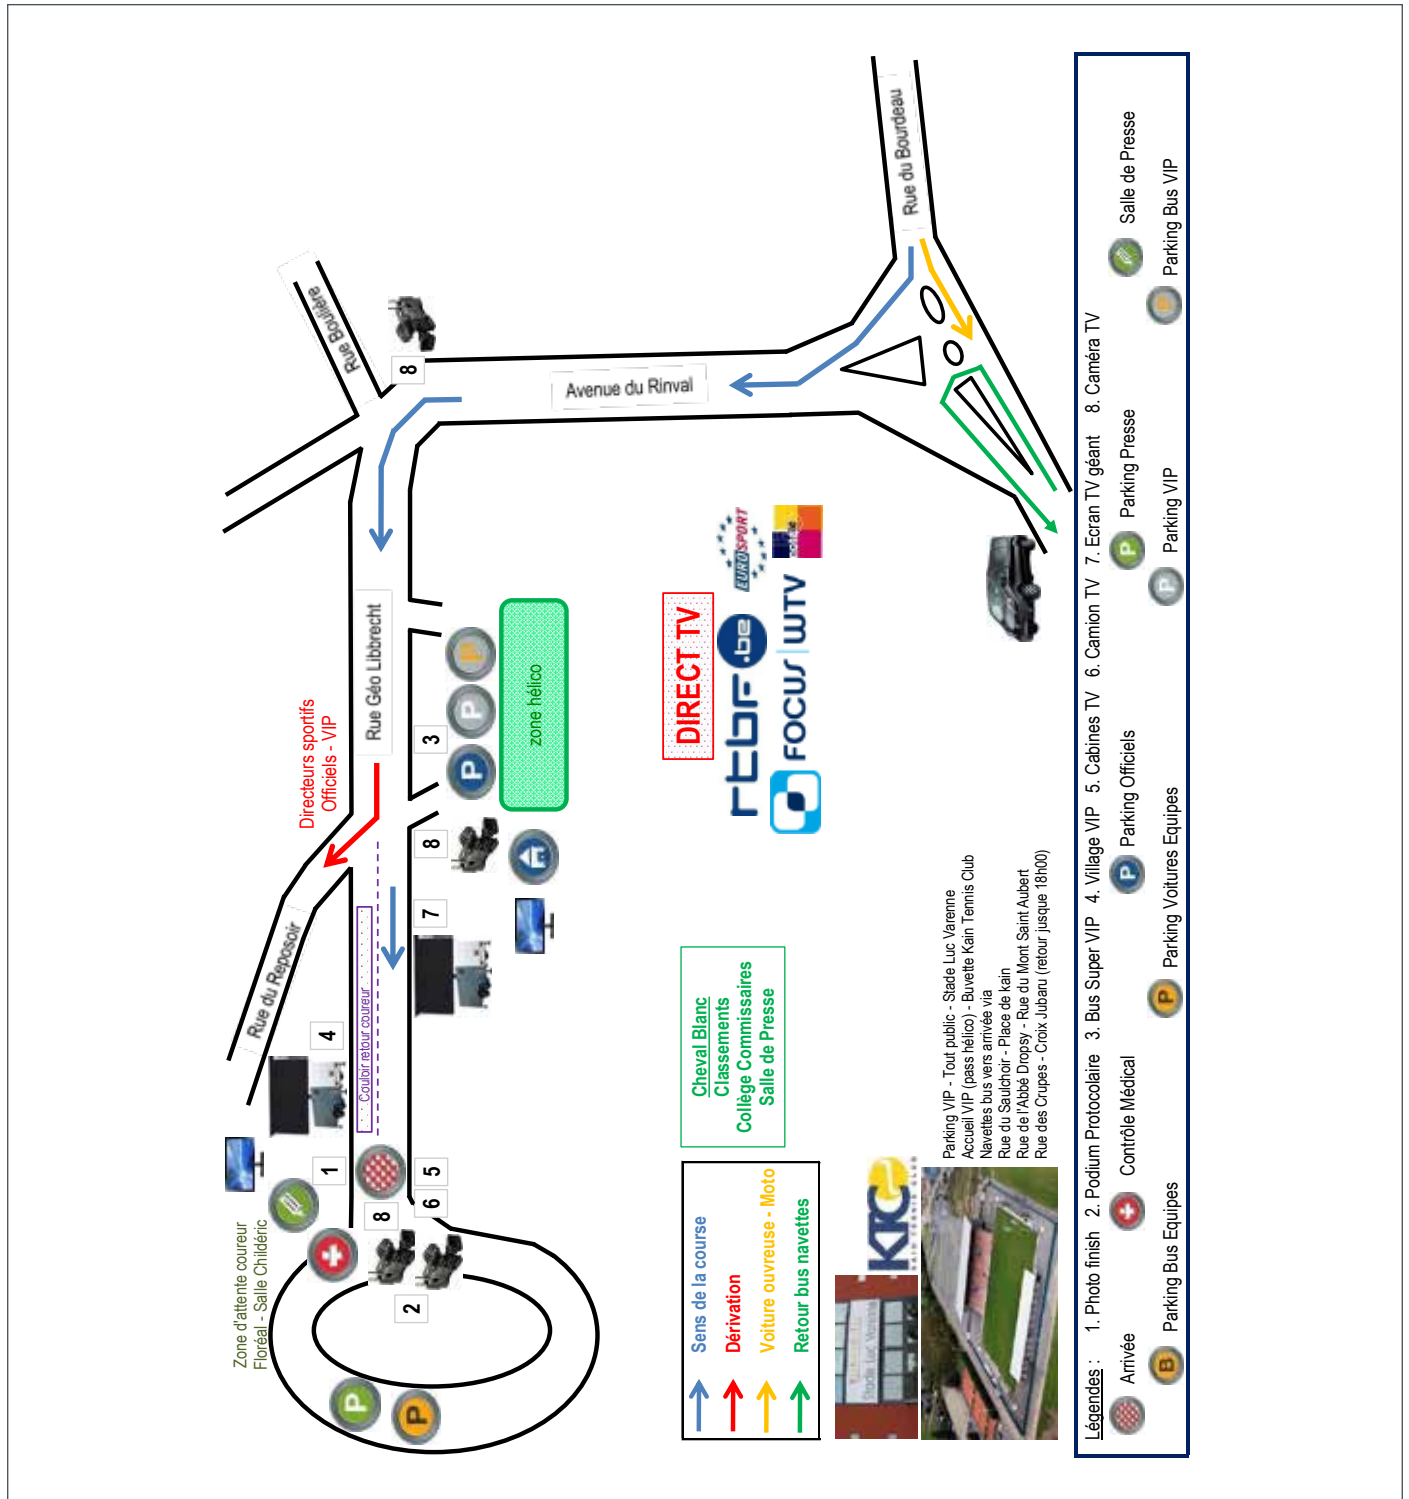 Rue du Bourdeau
Rue Boulière
8
Avenue du Rinval
Rue Géo Libbrecht
Directeurs sportifs
Officiels - VIP
3
zone hélico
8
7
Rue du Reposoir
Couloir retour coureur
4
1
5
6
8
2
Zone d'attente coureur
Floréal - Salle Childéric
P
P
P
P
P
DIRECT TV
rtbf.be
EUROSPORT
FOCUS | WTV
Cheval Blanc
Classements
Collège Commissaires
Salle de Presse
Sens de la course
Dérivation
Voiture ouvreuse - Moto
Retour bus navettes
KTC
KAIN TENNIS CLUB
Stade Luc Varenne
Parking VIP - Tout public - Stade Luc Varenne
Accueil VIP (pass hélico) - Buvette Kain Tennis Club
Navettes bus vers arrivée via
Rue du Saulchoir - Place de kain
Rue de l'Abbé Dropsy - Rue du Mont Saint Aubert
Rue des Crupes - Croix Jubaru (retour jusque 18h00)
Légendes : 1. Photo finish 2. Podium Protocolaire 3. Bus Super VIP 4. Village VIP 5. Cabines TV 6. Camion TV 7. Ecran TV géant 8. Caméra TV
Arrivée Contrôle Médical P Parking Officiels P Parking Presse Salle de Presse
B Parking Bus Equipes P Parking Voitures Equipes P Parking VIP P Parking Bus VIP